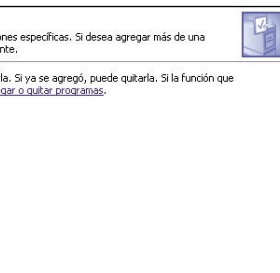 ones específicas. Si desea agregar más de una
nte.
la. Si ya se agregó, puede quitarla. Si la función que
gar o quitar programas.